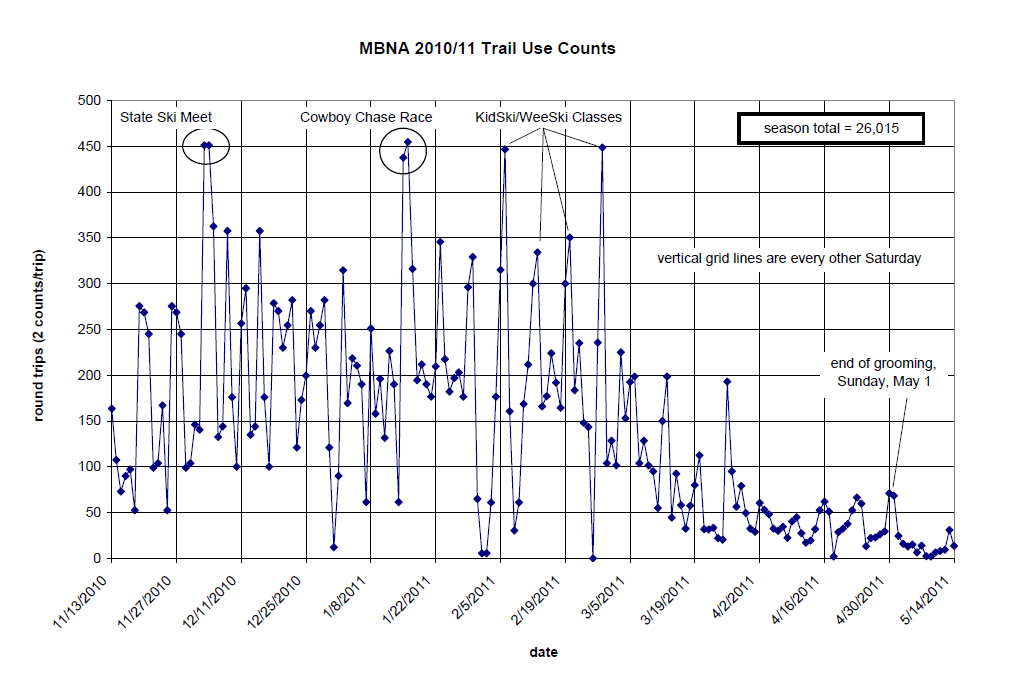 MBNA 2010/11 Trail Use Counts
500
450
400
350
300
250
200
150
100
50
0
round trips (2 counts/trip)
State Ski Meet
Cowboy Chase Race
KidSki/WeeSki Classes
season total = 26,015
vertical grid lines are every other Saturday
end of grooming,
Sunday, May 1
11/13/2010
11/27/2010
12/11/2010
12/25/2010
1/8/2011
1/22/2011
2/5/2011
2/19/2011
3/5/2011
3/19/2011
4/2/2011
4/16/2011
4/30/2011
5/14/2011
date